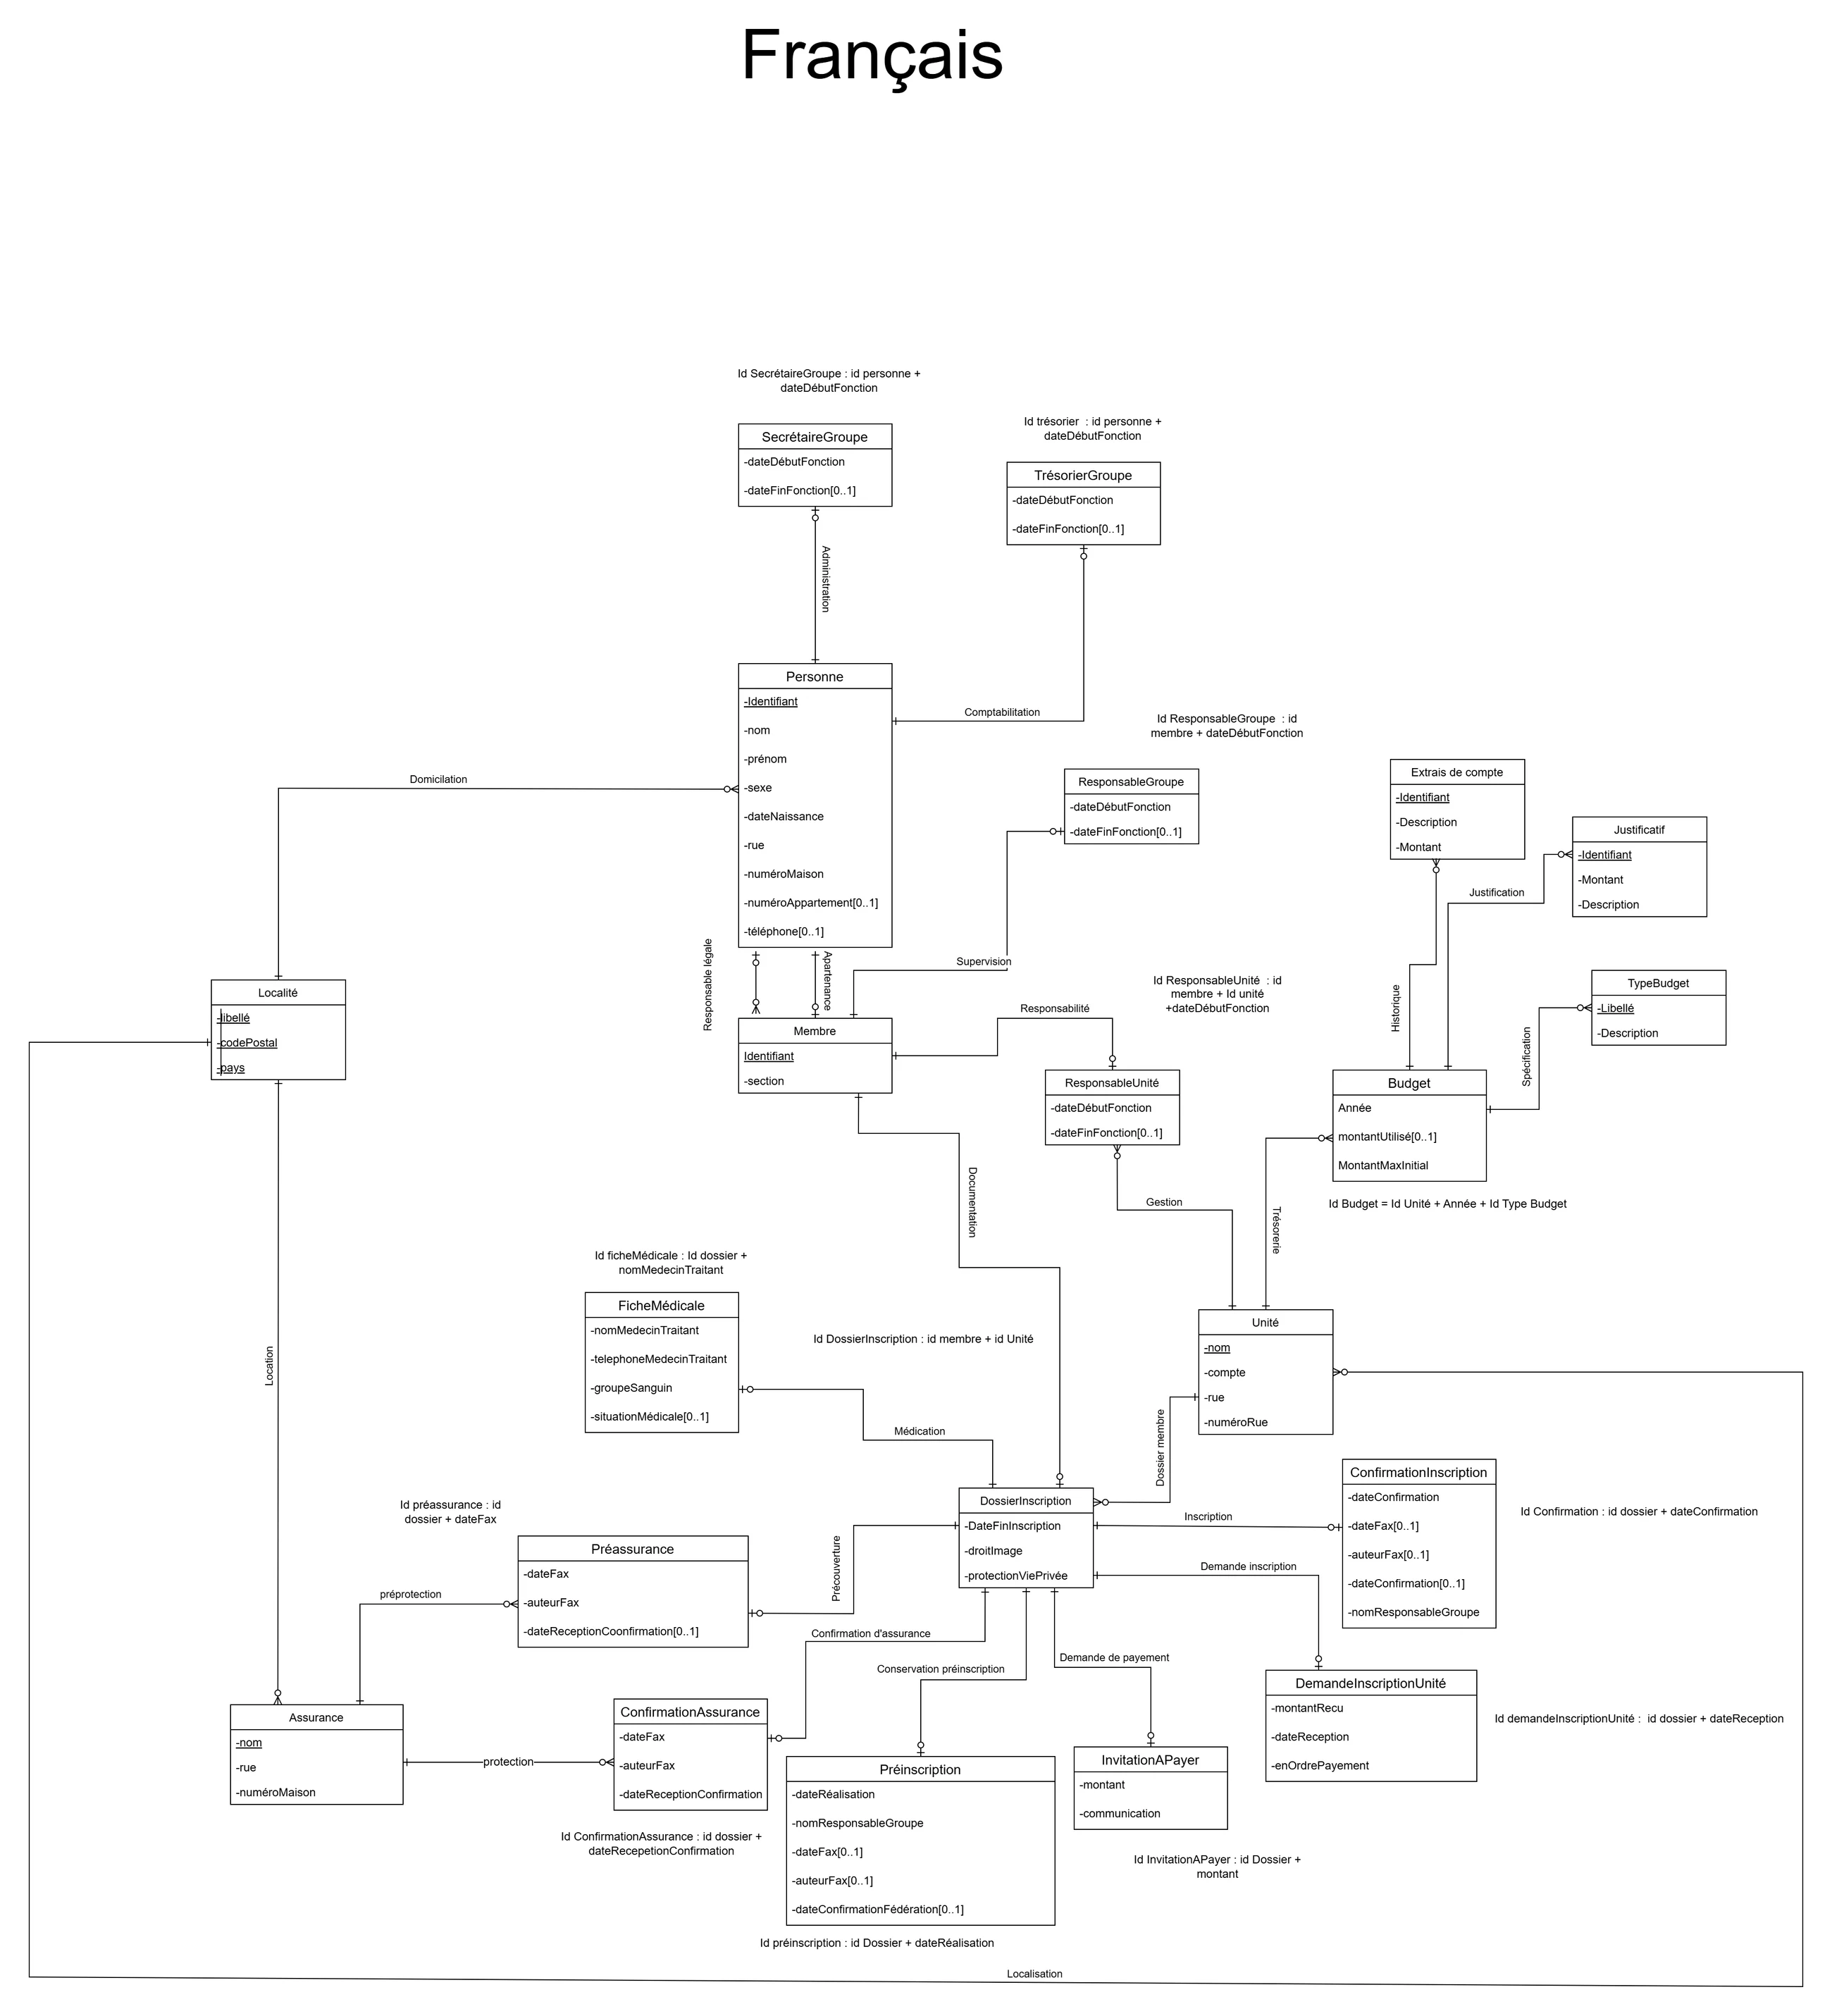 Français
Id SecrétaireGroupe : id personne +
dateDébutFonction
SecrétaireGroupe
-dateDébutFonction
-dateFinFonction[0..1]
Id trésorier : id personne +
dateDébutFonction
TrésorierGroupe
-dateDébutFonction
-dateFinFonction[0..1]
Administration
Personne
-Identifiant
-nom
-prénom
-sexe
-dateNaissance
-rue
-numéroMaison
-numéroAppartement[0..1]
-téléphone[0..1]
Comptabilitation
Domicilation
Id ResponsableGroupe : id
membre + dateDébutFonction
ResponsableGroupe
-dateDébutFonction
-dateFinFonction[0..1]
Extrais de compte
-Identifiant
-Description
-Montant
Justificatif
-Identifiant
-Montant
-Description
Justification
Responsable légale
Apartenance
Supervision
Localité
-libellé
-codePostal
-pays
Membre
Identifiant
-section
Responsabilité
Id ResponsableUnité : id
membre + Id unité
+dateDébutFonction
ResponsableUnité
-dateDébutFonction
-dateFinFonction[0..1]
Historique
TypeBudget
-Libellé
-Description
Spécification
Budget
Année
montantUtilisé[0..1]
MontantMaxInitial
Id Budget = Id Unité + Année + Id Type Budget
Documentation
Gestion
Trésorerie
Id ficheMédicale : Id dossier +
nomMedecinTraitant
FicheMédicale
-nomMedecinTraitant
-telephoneMedecinTraitant
-groupeSanguin
-situationMédicale[0..1]
Id DossierInscription : id membre + id Unité
Unité
-nom
-compte
-rue
-numéroRue
Location
Médication
Dossier membre
DossierInscription
-DateFinInscription
-droitImage
-protectionViePrivée
Inscription
ConfirmationInscription
-dateConfirmation
-dateFax[0..1]
-auteurFax[0..1]
-dateConfirmation[0..1]
-nomResponsableGroupe
Id Confirmation : id dossier + dateConfirmation
Id préassurance : id
dossier + dateFax
Préassurance
-dateFax
-auteurFax
-dateReceptionCoonfirmation[0..1]
Précouverture
préprotection
Demande inscription
Confirmation d'assurance
Conservation préinscription
Demande de payement
DemandeInscriptionUnité
-montantRecu
-dateReception
-enOrdrePayement
Id demandeInscriptionUnité : id dossier + dateReception
Assurance
-nom
-rue
-numéroMaison
protection
ConfirmationAssurance
-dateFax
-auteurFax
-dateReceptionConfirmation
Id ConfirmationAssurance : id dossier +
dateRecepetionConfirmation
Préinscription
-dateRéalisation
-nomResponsableGroupe
-dateFax[0..1]
-auteurFax[0..1]
-dateConfirmationFédération[0..1]
Id préinscription : id Dossier + dateRéalisation
InvitationAPayer
-montant
-communication
Id InvitationAPayer : id Dossier +
montant
Localisation